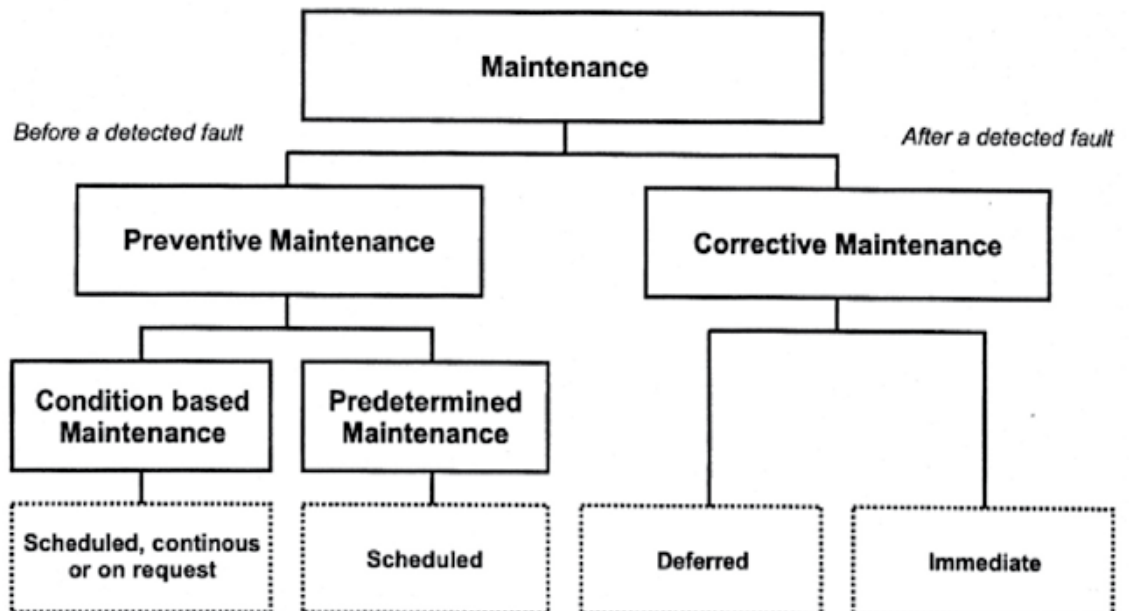 Maintenance
Before a detected fault
After a detected fault
Preventive Maintenance
Corrective Maintenance
Condition based
Maintenance
Predetermined
Maintenance
Scheduled, continous
or on request
Scheduled
Deferred
Immediate